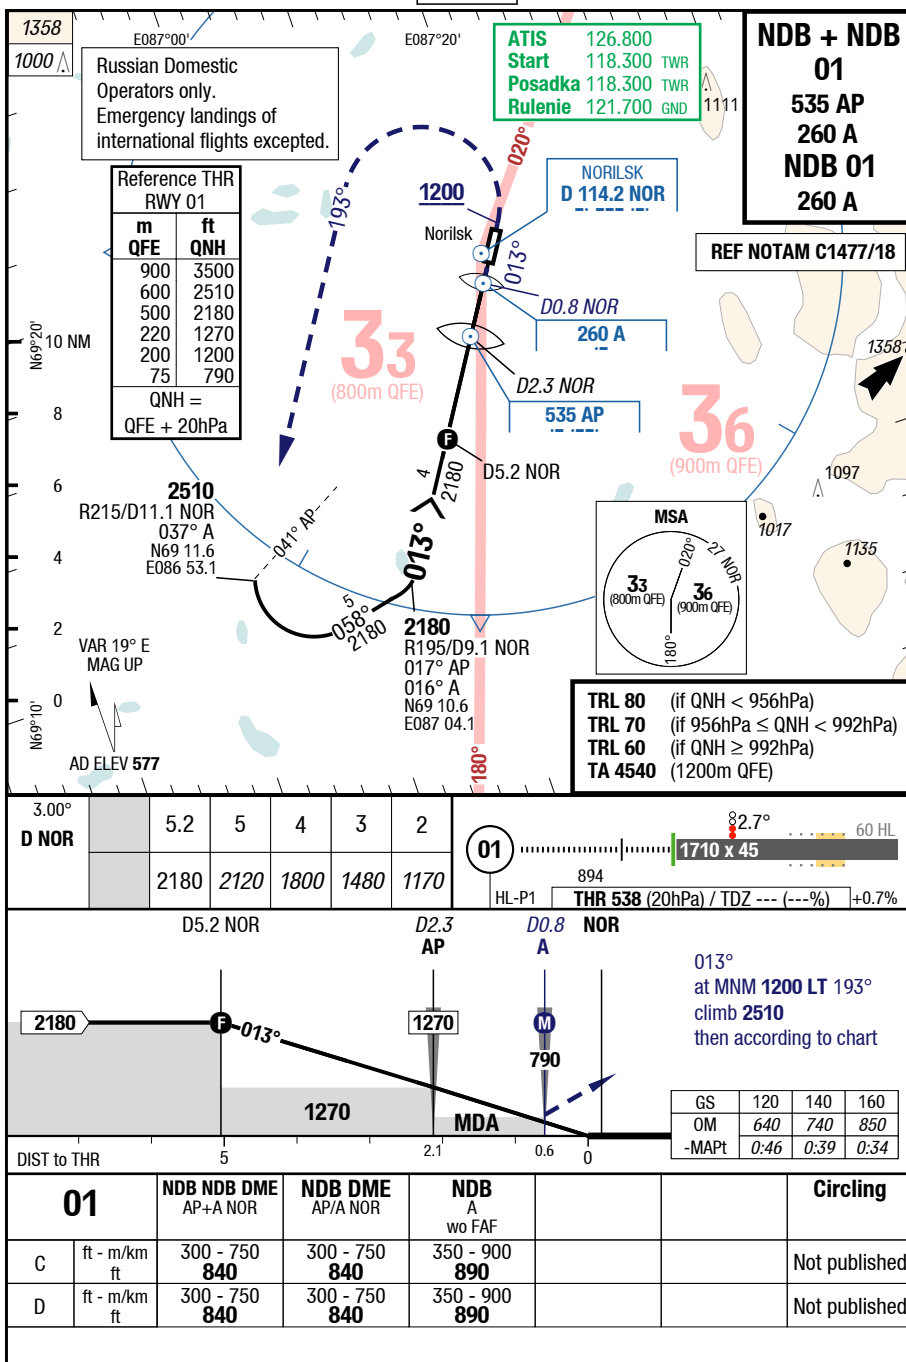 1358
1000
E087°00'
E087°20'
Russian Domestic
Operators only.
Emergency landings of
international flights excepted.
ATIS 126.800
Start 118.300 TWR
Posadka 118.300 TWR
Rulenie 121.700 GND
1111
NDB + NDB
01
535 AP
260 A
NDB 01
260 A
REF NOTAM C1477/18
Reference THR
RWY 01
m ft
QFE QNH
900 3500
600 2510
500 2180
220 1270
200 1200
75 790
QNH =
QFE + 20hPa
193°
020°
1200
NORILSK
D 114.2 NOR
Norilsk
013°
D0.8 NOR
260 A
N69°20'
10 NM
33
(800m QFE)
D2.3 NOR
535 AP
36
(900m QFE)
1358
8
F
D5.2 NOR
4
2180
1097
6
2510
R215/D11.1 NOR
037° A
N69 11.6
E086 53.1
041° AP
013°
1017
1135
MSA
020°
27 NOR
33
(800m QFE)
36
(900m QFE)
180°
4
5
058°
2180
2180
R195/D9.1 NOR
017° AP
016° A
N69 10.6
E087 04.1
2
VAR 19° E
MAG UP
0
N69°10'
AD ELEV 577
180°
TRL 80 (if QNH < 956hPa)
TRL 70 (if 956hPa ≤ QNH < 992hPa)
TRL 60 (if QNH ≥ 992hPa)
TA 4540 (1200m QFE)
3.00°
D NOR
5.2 5 4 3 2
2180 2120 1800 1480 1170
01
2.7°
60 HL
1710 x 45
894
HL-P1
THR 538 (20hPa) / TDZ --- (---%)
+0.7%
D5.2 NOR D2.3 D0.8 NOR
AP A
013°
at MNM 1200 LT 193°
climb 2510
then according to chart
2180
F
013°
1270
M
790
1270
MDA
DIST to THR 5 2.1 0.6 0
GS 120 140 160
OM 640 740 850
-MAPt 0:46 0:39 0:34
01
NDB NDB DME
AP+A NOR
NDB DME
AP/A NOR
NDB
A
wo FAF
Circling
C ft - m/km 300 - 750 300 - 750 350 - 900 Not published
ft 840 840 890
D ft - m/km 300 - 750 300 - 750 350 - 900 Not published
ft 840 840 890